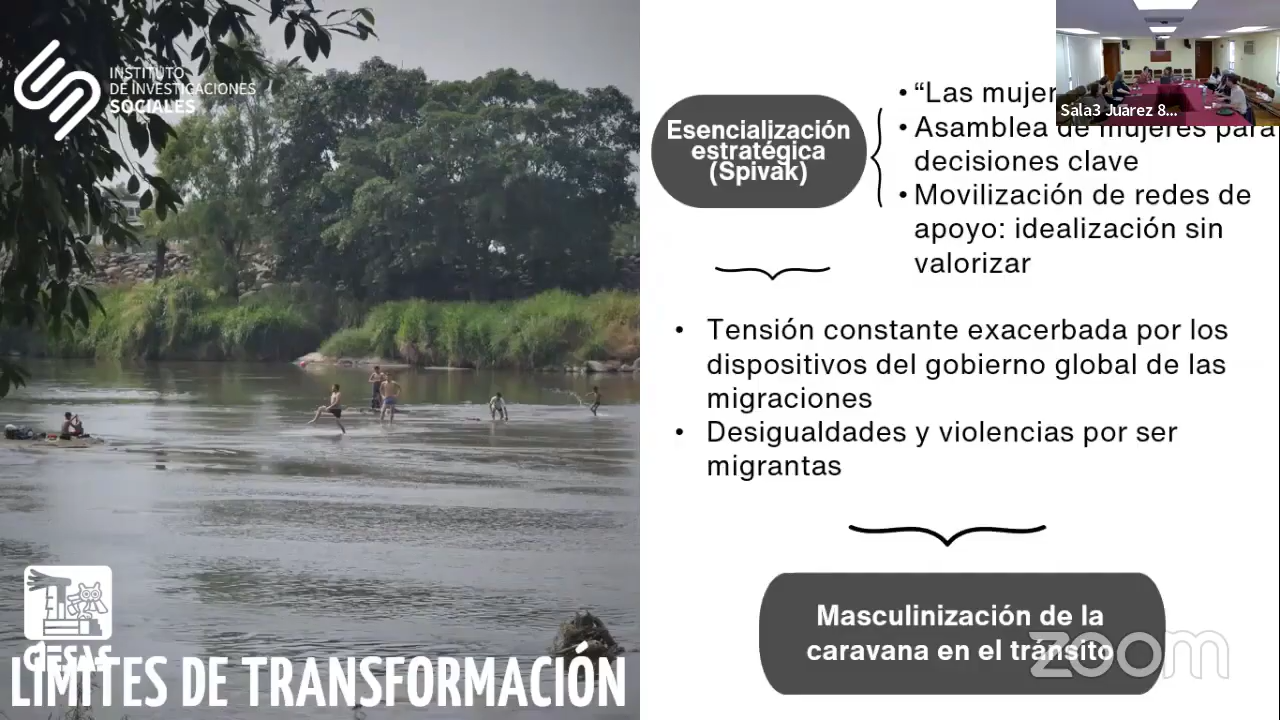 INSTITUTO
DE INVESTIGACIONES
SOCIALES
CIESAS
LÍMITES DE TRANSFORMACIÓN
Esencialización
estratégica
(Spivak)
• “Las mujer
• Asamblea de mujeres para
decisiones clave
• Movilización de redes de
apoyo: idealización sin
valorizar
Sala3 Juárez 8...
• Tensión constante exacerbada por los
dispositivos del gobierno global de las
migraciones
• Desigualdades y violencias por ser
migrantas
Masculinización de la
caravana en el tránsito
zoom